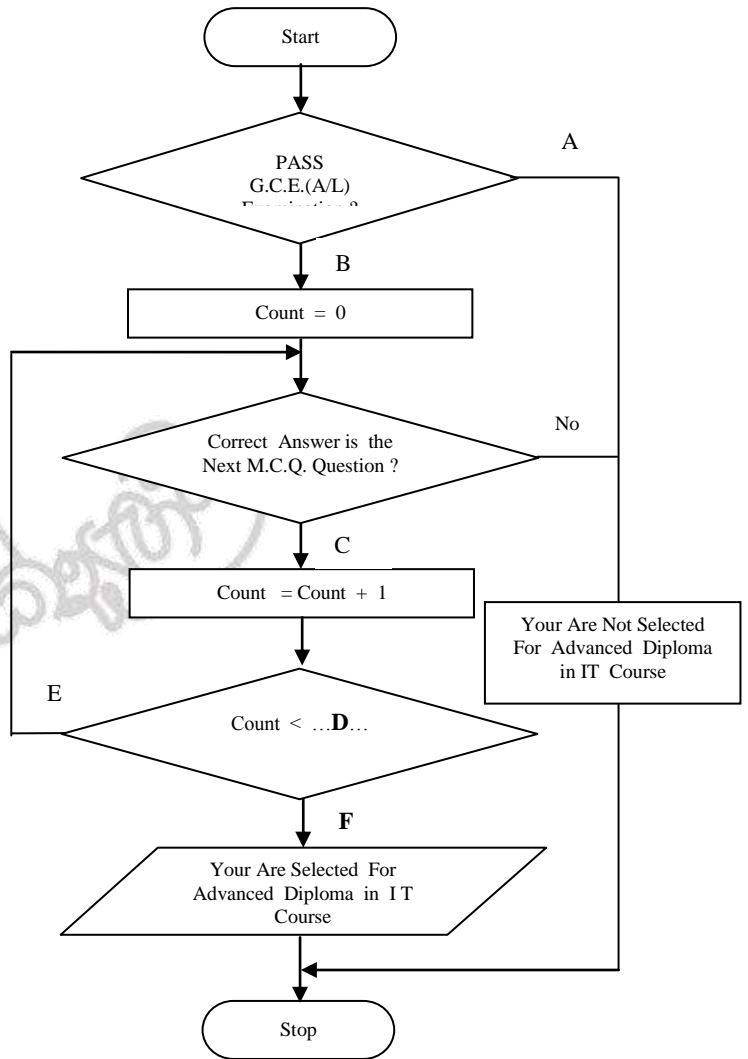 Start
PASS
G.C.E.(A/L)
A
B
Count = 0
Correct Answer is the
Next M.C.Q. Question ?
No
C
Count = Count + 1
Your Are Not Selected
For Advanced Diploma
in IT Course
E
Count < ...D...
F
Your Are Selected For
Advanced Diploma in I T
Course
Stop